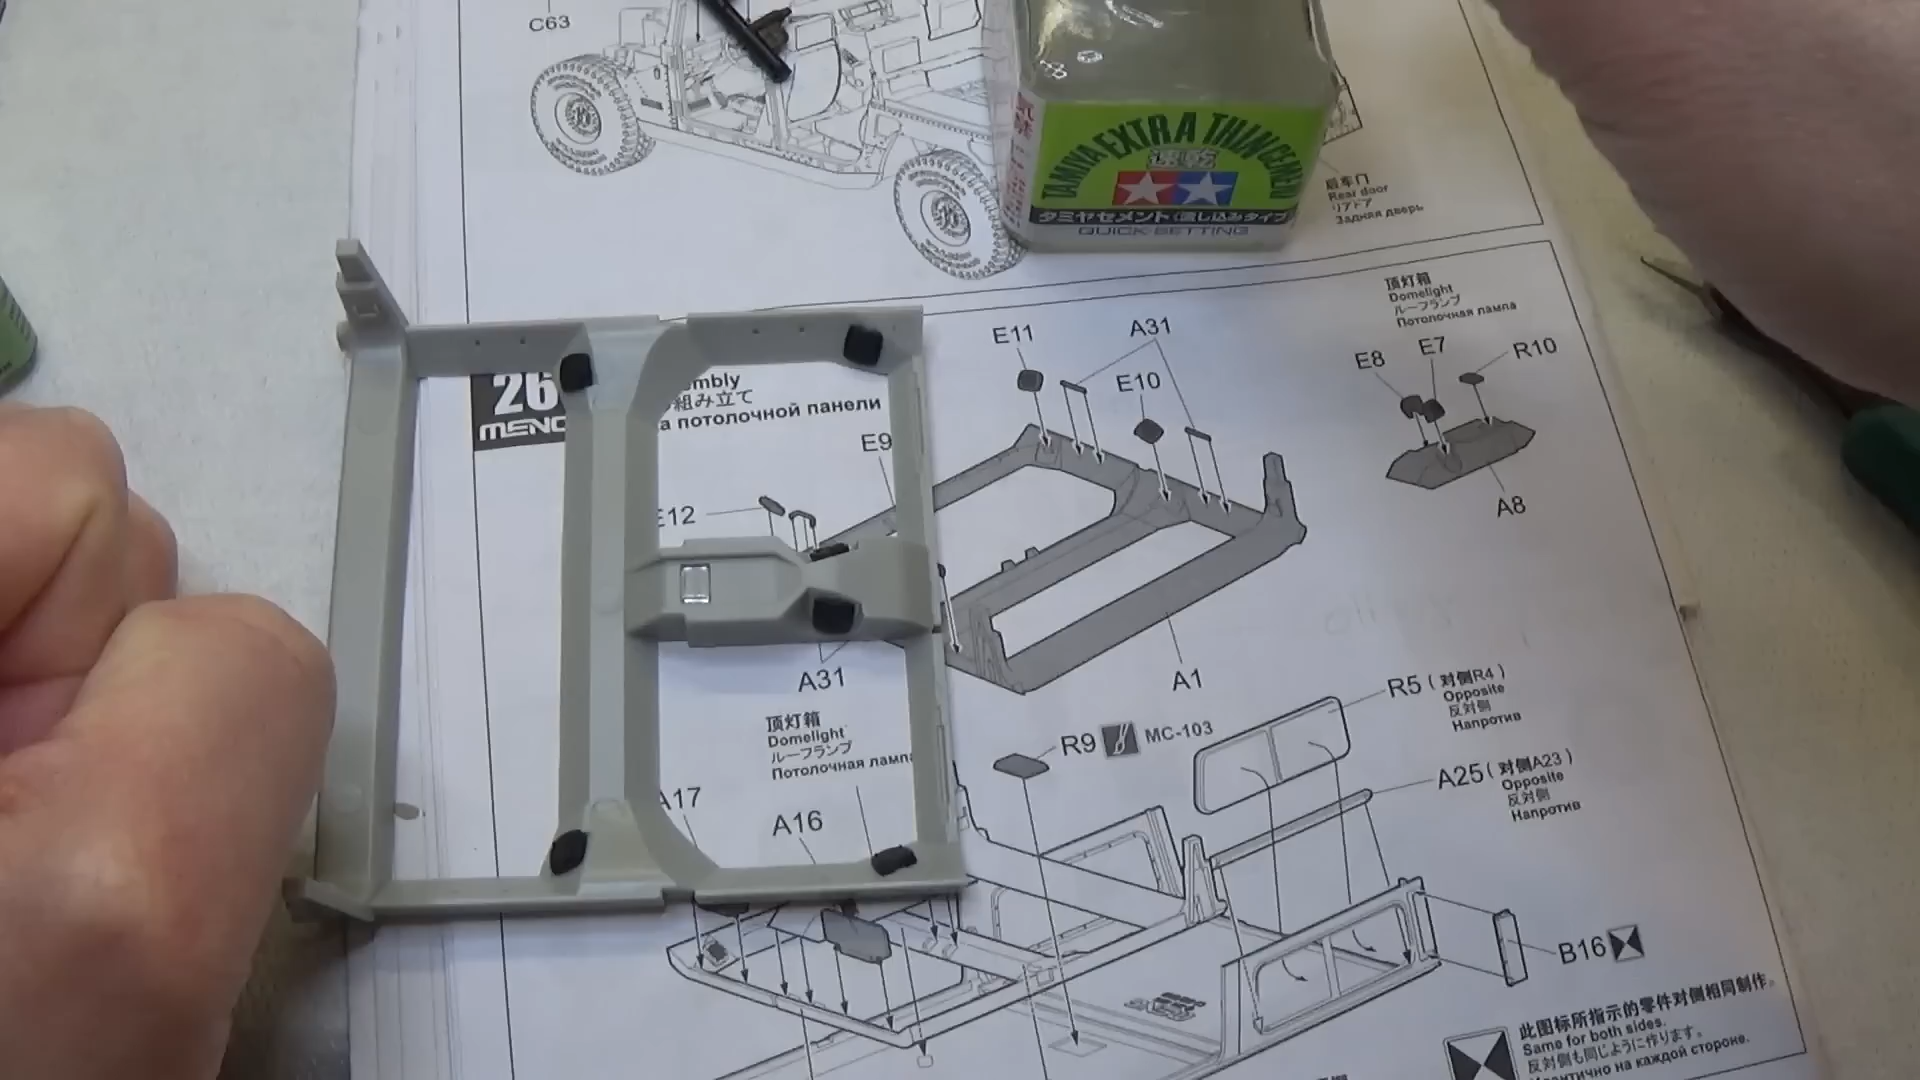 C63
TAMIYA EXTRA THIN CEMENT
速乾
タミヤセメント(流し込みタイプ)
QUICK-SETTING
后车门
Rear door
リアドア
Задняя дверь
顶灯箱
Domelight
ルーフランプ
Потолочная лампа
E11
A31
E10
E8
E7
R10
A8
26
MENG
mbly
組み立て
а потолочной панели
E9
E12
A31
A1
顶灯箱
Domelight
ルーフランプ
Потолочная лампа
R9
MC-103
R5 (对侧R4)
Opposite
反対側
Напротив
A25 (对侧A23)
Opposite
反対側
Напротив
A17
A16
B16
此图标所指示的零件对侧相同制作。
Same for both sides.
反対側も同じように作ります。
Идентично на каждой стороне.